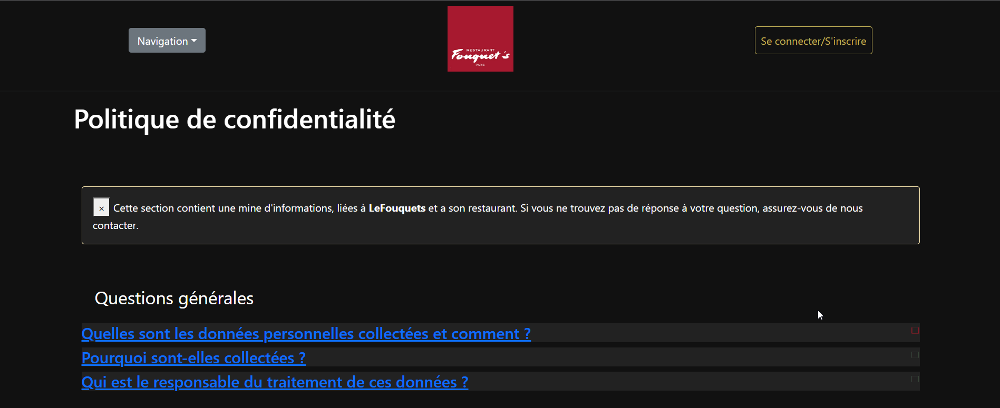 Navigation
RESTAURANT
Fouquet's
PARIS
Se connecter/S'inscrire
Politique de confidentialité
× Cette section contient une mine d'informations, liées à LeFouquets et a son restaurant. Si vous ne trouvez pas de réponse à votre question, assurez-vous de nous
contacter.
Questions générales
Quelles sont les données personnelles collectées et comment ?
Pourquoi sont-elles collectées ?
Qui est le responsable du traitement de ces données ?